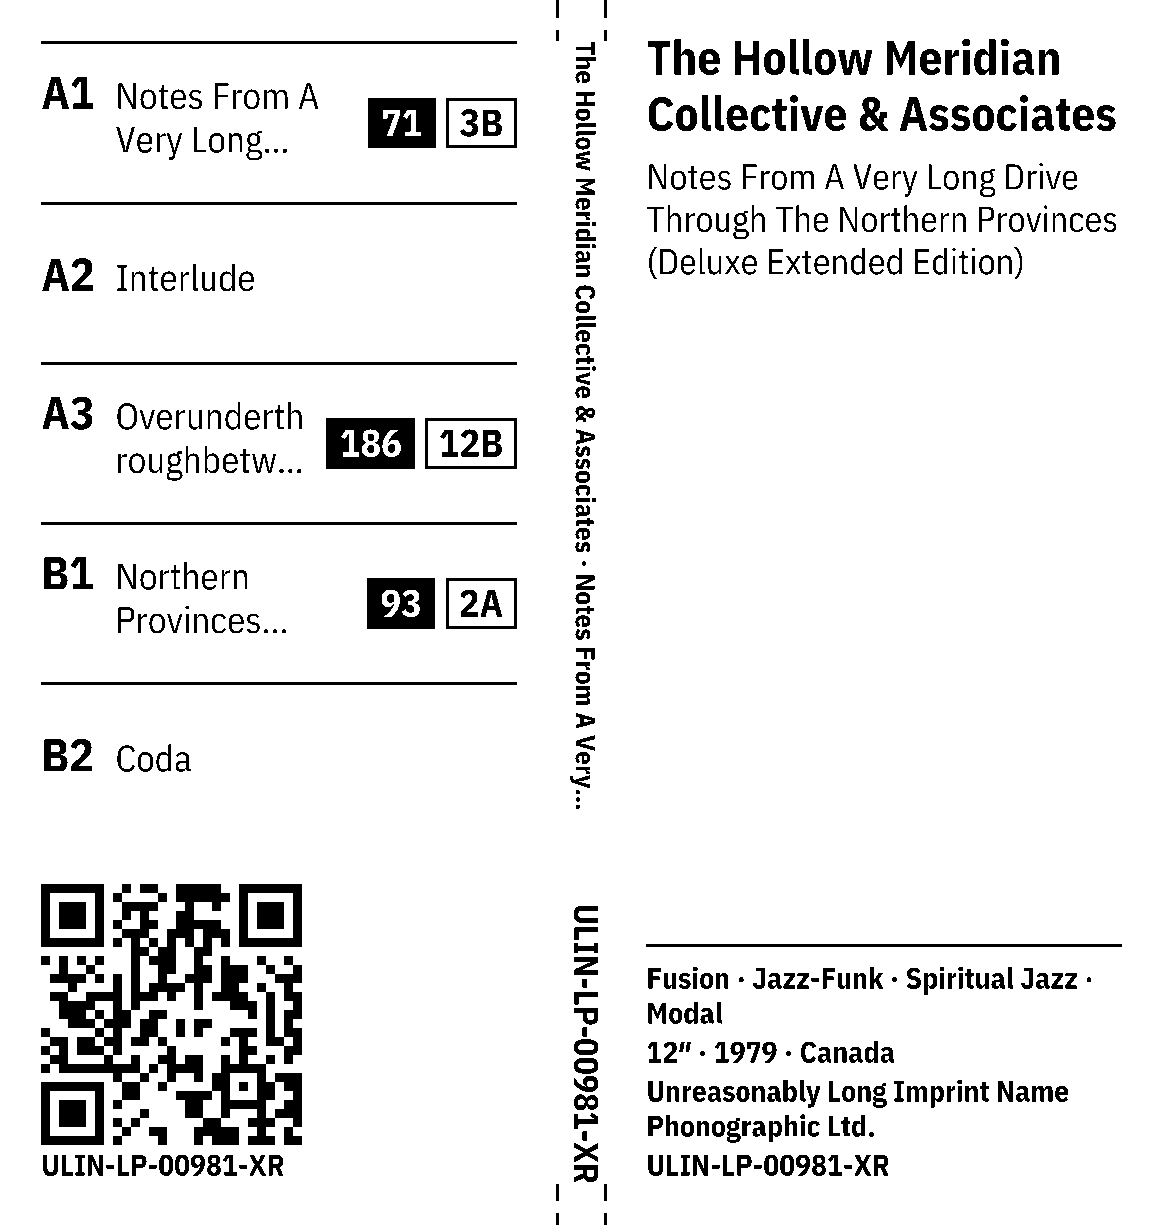 A1 Notes From A
Very Long...
71 3B
A2 Interlude
A3 Overunderth
roughbetw...
186 12B
B1 Northern
Provinces...
93 2A
B2 Coda
ULIN-LP-00981-XR
The Hollow Meridian Collective & Associates · Notes From A Very...
ULIN-LP-00981-XR
The Hollow Meridian
Collective & Associates
Notes From A Very Long Drive
Through The Northern Provinces
(Deluxe Extended Edition)
Fusion · Jazz-Funk · Spiritual Jazz ·
Modal
12″ · 1979 · Canada
Unreasonably Long Imprint Name
Phonographic Ltd.
ULIN-LP-00981-XR